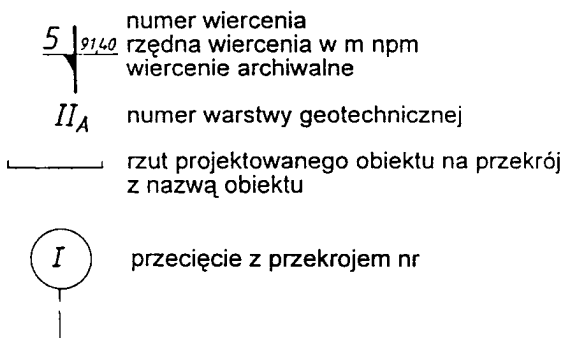 numer wiercenia
5 91,40 rzędna wiercenia w m npm
wiercenie archiwalne
II_A numer warstwy geotechnicznej
rzut projektowanego obiektu na przekrój
z nazwą obiektu
I przecięcie z przekrojem nr